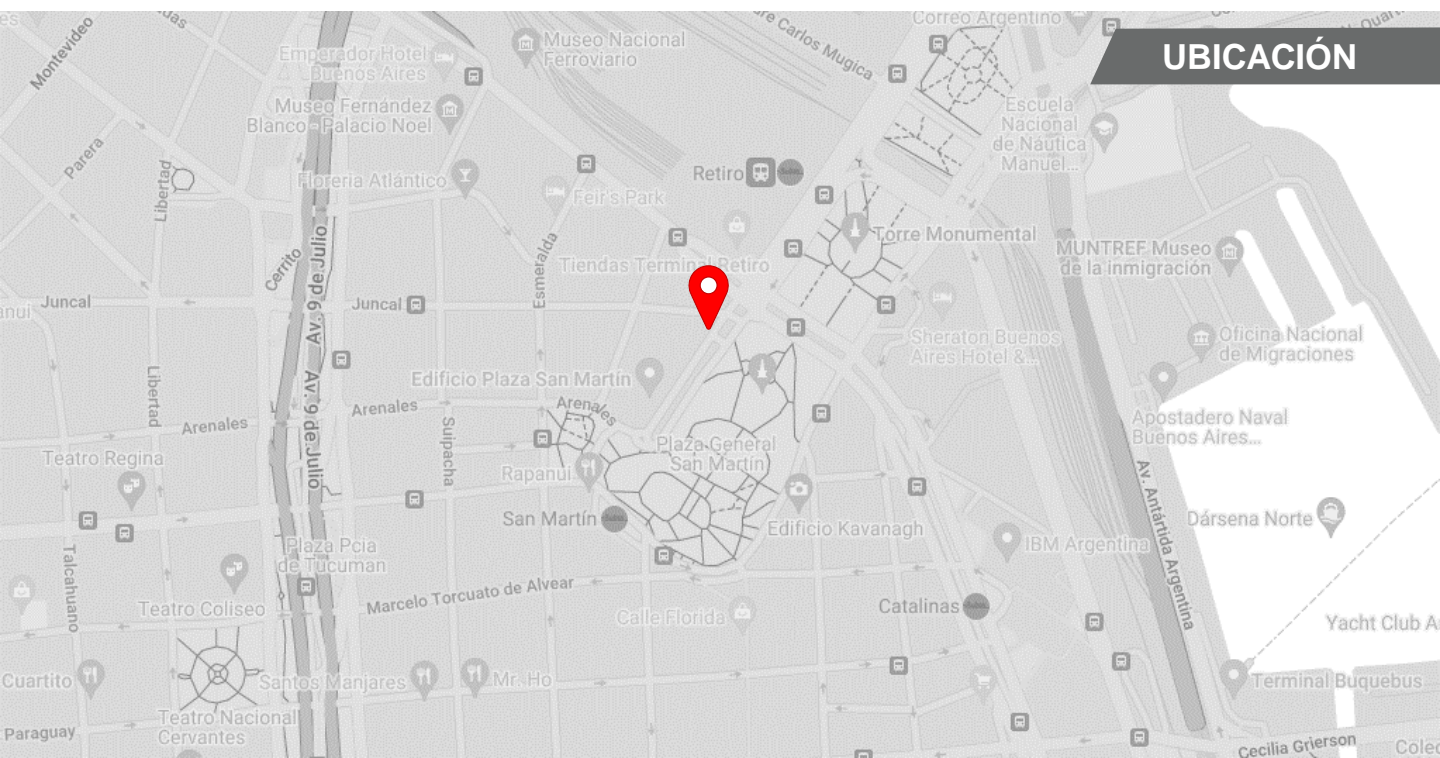 UBICACIÓN
Correo Argentino
Montevideo
Emperador Hotel
Buenos Aires
Museo Nacional
Ferroviario
Carlos Mugica
Museo Fernández
Blanco - Palacio Noel
Escuela
Nacional
de Náutica
Manuel...
Parera
Libertad
Floreria Atlántico
Retiro
Feir's Park
Torre Monumental
MUNTREF Museo
de la inmigración
Cerrito
Av. 9 de Julio
Esmeralda
Tiendas Terminal Retiro
Juncal
Juncal
Sheraton Buenos
Aires Hotel &...
Oficina Nacional
de Migraciones
Edificio Plaza San Martín
Libertad
Av. 9 de Julio
Arenales
Arenales
Arenales
Suipacha
Apostadero Naval
Buenos Aires...
Plaza General
San Martín
Teatro Regina
Rapanui
San Martín
Edificio Kavanagh
Av. Antártida Argentina
Dársena Norte
IBM Argentina
Talcahuano
Plaza Pcia
de Tucuman
Marcelo Torcuato de Alvear
Teatro Coliseo
Calle Florida
Catalinas
Yacht Club
Cuartito
Santos Manjares
Mr. Ho
Terminal Buquebus
Teatro Nacional
Cervantes
Paraguay
Cecilia Grierson